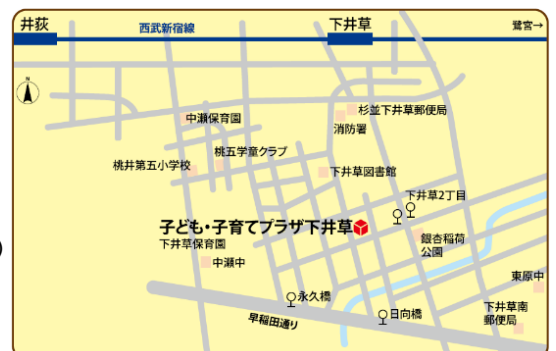 井荻
西武新宿線
下井草
鷺宮→
N
杉並下井草郵便局
中瀬保育園
消防署
桃五学童クラブ
桃井第五小学校
下井草図書館
下井草2丁目
子ども・子育てプラザ下井草
下井草保育園
銀杏稲荷
公園
中瀬中
東原中
永久橋
下井草南
郵便局
日向橋
早稲田通り
)